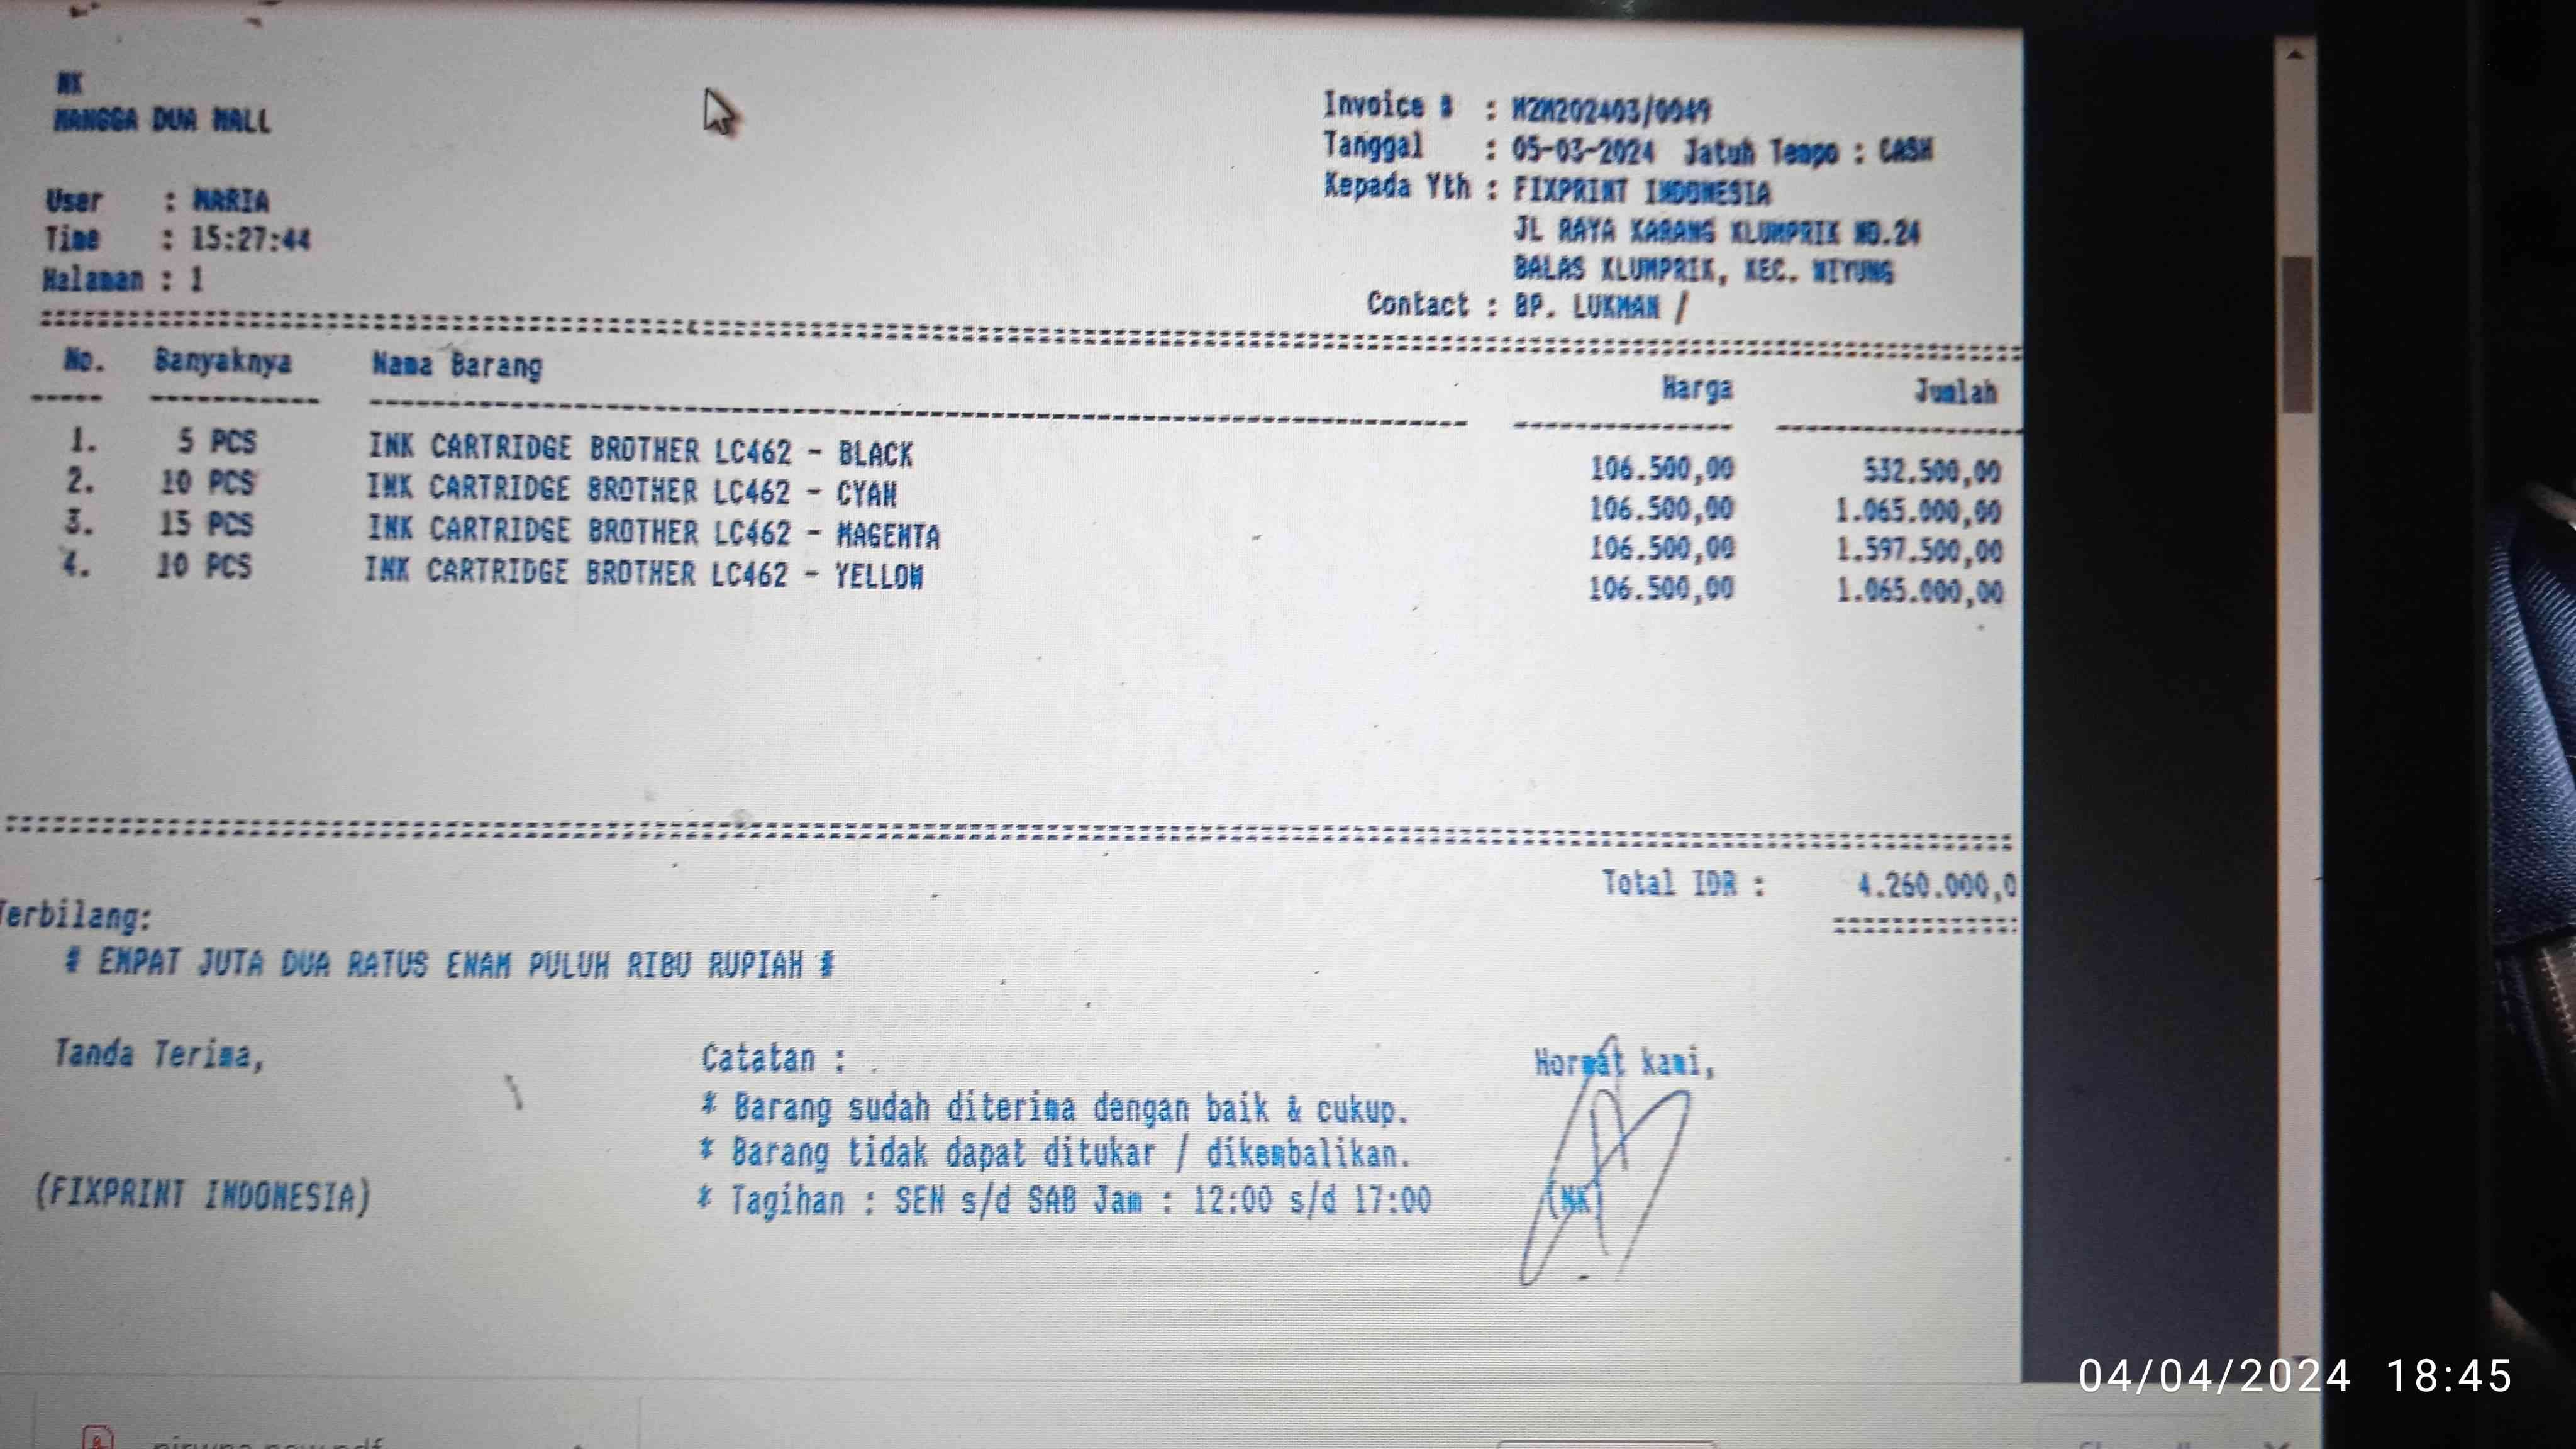 NK
MANGGA DUA MALL
User : MARIA
Time : 15:27:44
Halaman : 1
Invoice # : M2M202403/0049
Tanggal : 05-03-2024 Jatuh Tempo : CASH
Kepada Yth : FIXPRINT INDONESIA
JL RAYA KARANG KLUMPRIK NO.24
BALAS KLUMPRIK, KEC. WIYUNG
Contact : BP. LUKMAN /
No. Banyaknya Nama Barang Harga Jumlah
1. 5 PCS INK CARTRIDGE BROTHER LC462 - BLACK 106.500,00 532.500,00
2. 10 PCS INK CARTRIDGE BROTHER LC462 - CYAN 106.500,00 1.065.000,00
3. 15 PCS INK CARTRIDGE BROTHER LC462 - MAGENTA 106.500,00 1.597.500,00
4. 10 PCS INK CARTRIDGE BROTHER LC462 - YELLOW 106.500,00 1.065.000,00
Total IDR : 4.260.000,0
Terbilang:
# EMPAT JUTA DUA RATUS ENAM PULUH RIBU RUPIAH #
Tanda Terima,
(FIXPRINT INDONESIA)
Catatan :
* Barang sudah diterima dengan baik & cukup.
* Barang tidak dapat ditukar / dikembalikan.
* Tagihan : SEN s/d SAB Jam : 12:00 s/d 17:00
Hormat kami,
(NK)
04/04/2024 18:45